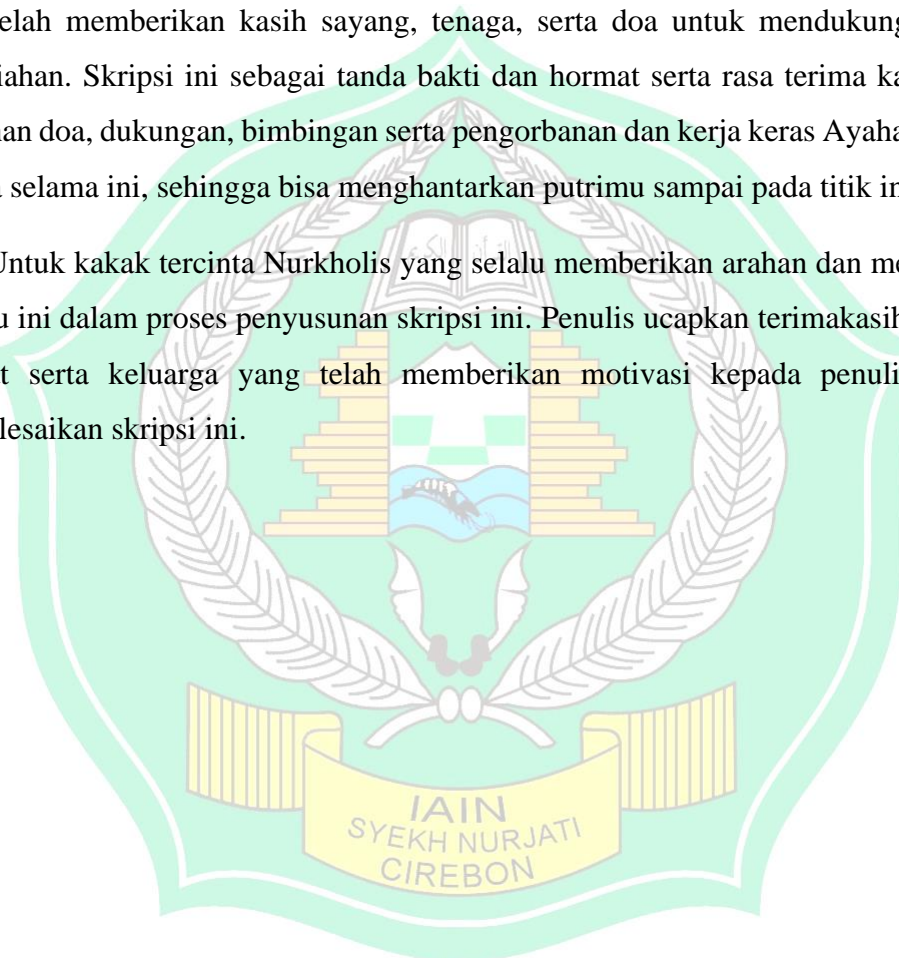 elah memberikan kasih sayang, tenaga, serta doa untuk mendukung
iahan. Skripsi ini sebagai tanda bakti dan hormat serta rasa terima ka
an doa, dukungan, bimbingan serta pengorbanan dan kerja keras Ayaha
selama ini, sehingga bisa menghantarkan putrimu sampai pada titik in
القرآن الكريم
Untuk kakak tercinta Nurkholis yang selalu memberikan arahan dan me
u ini dalam proses penyusunan skripsi ini. Penulis ucapkan terimakasih
t serta keluarga yang telah memberikan motivasi kepada penuli
lesaikan skripsi ini.
IAIN
SYEKH NURJATI
CIREBON